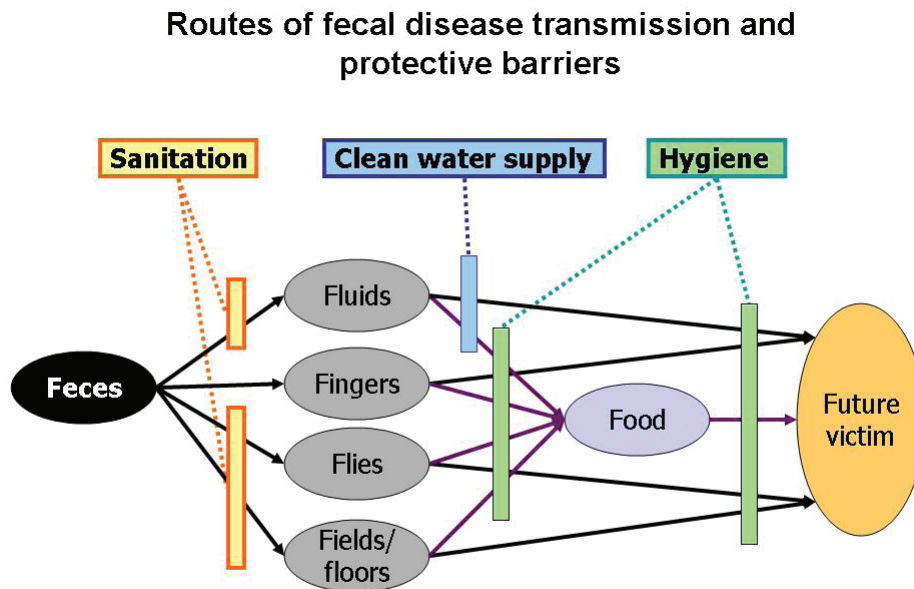 Routes of fecal disease transmission and
protective barriers
Sanitation
Clean water supply
Hygiene
Fluids
Feces
Fingers
Food
Future
victim
Flies
Fields/
floors